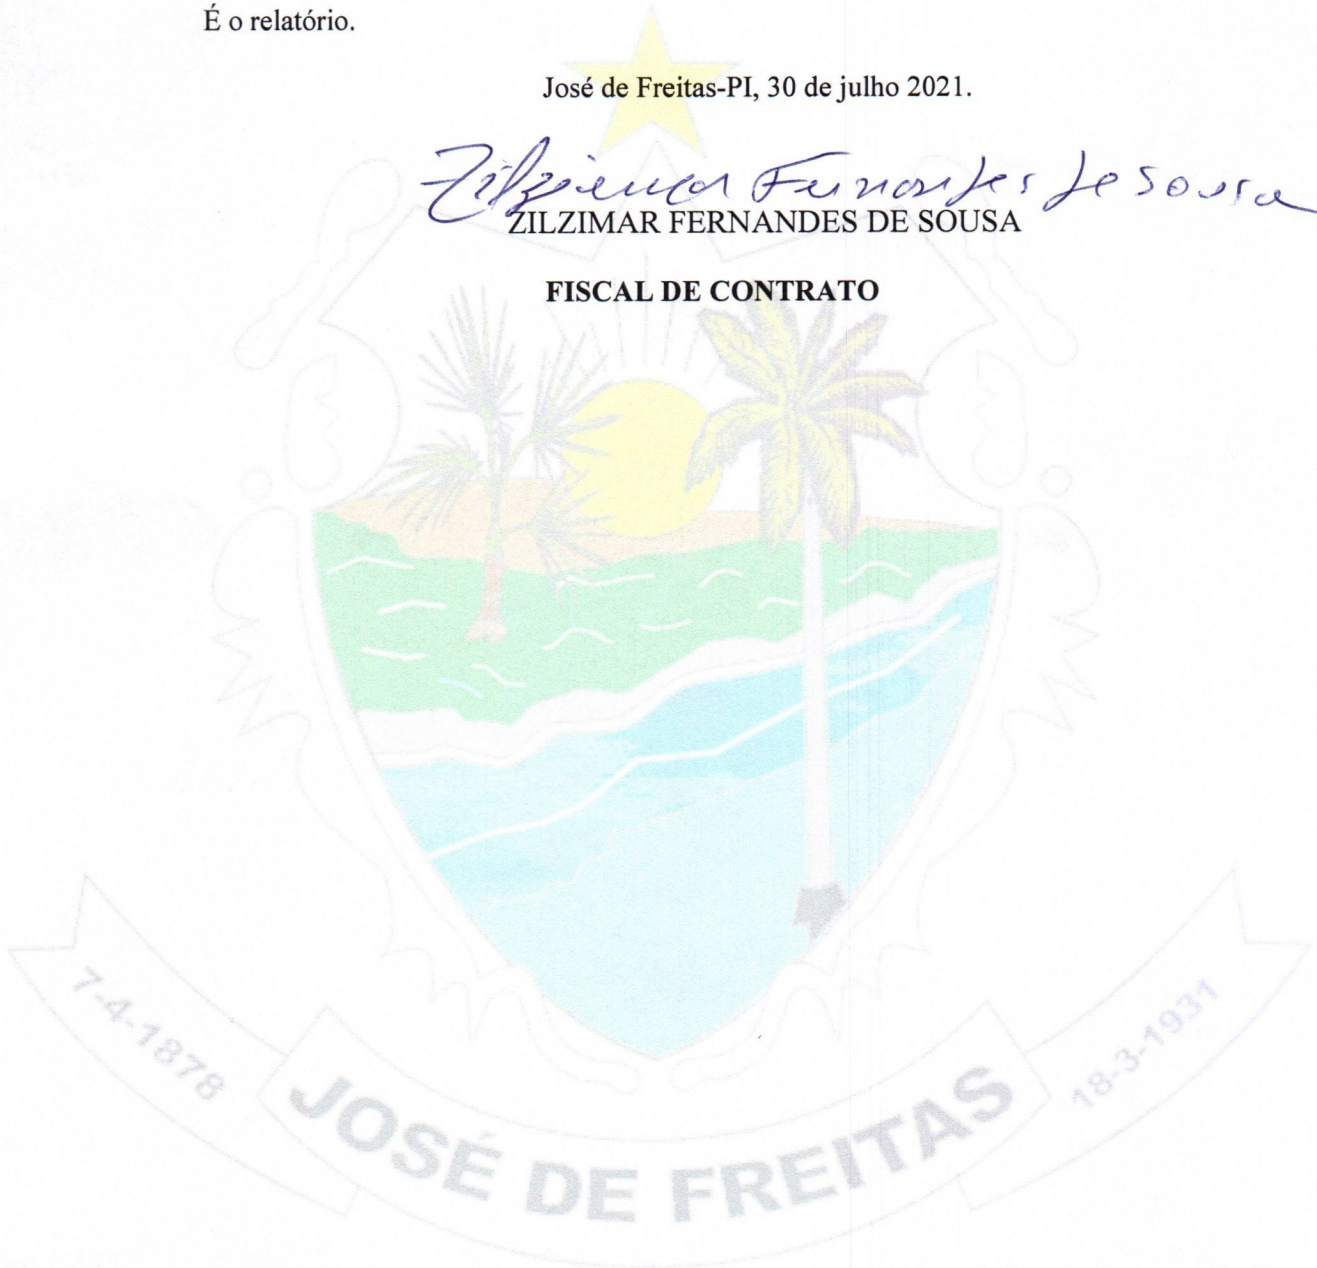 É o relatório.
José de Freitas-PI, 30 de julho 2021.
Zilzimar Fernandes de Sousa
ZILZIMAR FERNANDES DE SOUSA
FISCAL DE CONTRATO
7-4-1878
JOSÉ DE FREITAS
18-3-1931